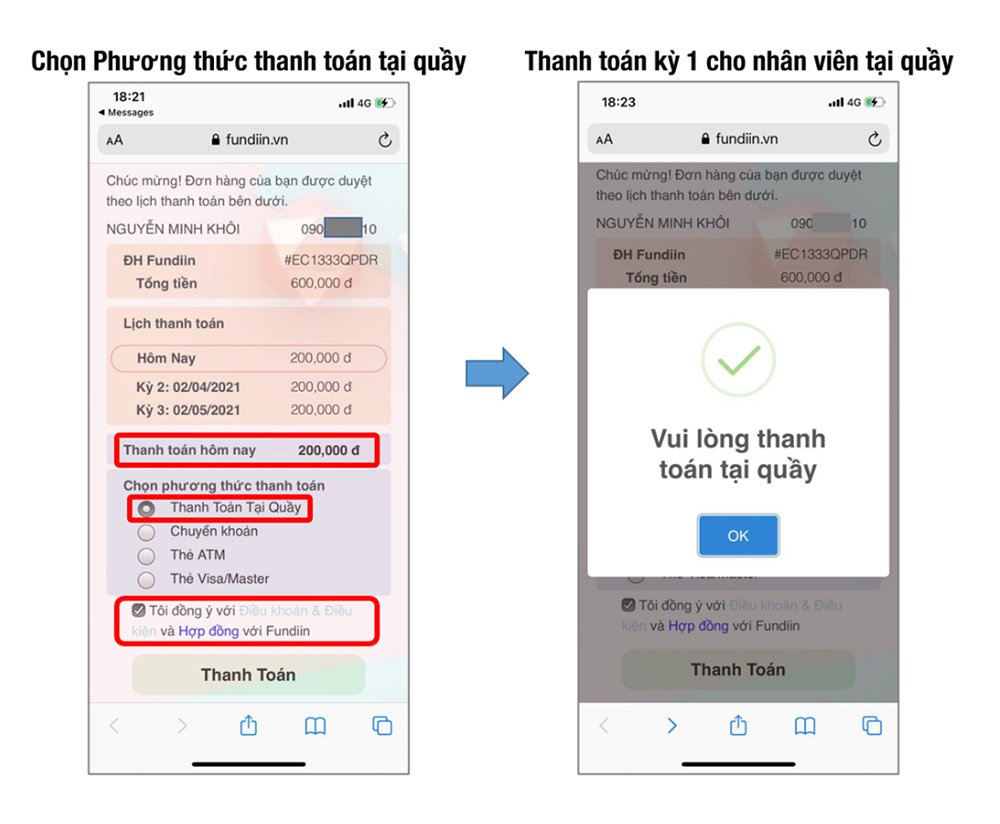 Chọn Phương thức thanh toán tại quầy
18:21
Messages
4G
AA
fundiin.vn
Chúc mừng! Đơn hàng của bạn được duyệt
theo lịch thanh toán bên dưới.
NGUYỄN MINH KHÔI 090 10
ĐH Fundiin #EC1333QPDR
Tổng tiền 600,000 đ
Lịch thanh toán
Hôm Nay 200,000 đ
Kỳ 2: 02/04/2021 200,000 đ
Kỳ 3: 02/05/2021 200,000 đ
Thanh toán hôm nay 200,000 đ
Chọn phương thức thanh toán
Thanh Toán Tại Quầy
Chuyển khoản
Thẻ ATM
Thẻ Visa/Master
Tôi đồng ý với Điều khoản & Điều
kiện và Hợp đồng với Fundiin
Thanh Toán
Thanh toán kỳ 1 cho nhân viên tại quầy
18:23
4G
AA
fundiin.vn
Chúc mừng! Đơn hàng của bạn được duyệt
theo lịch thanh toán bên dưới.
NGUYỄN MINH KHÔI 090 10
ĐH Fundiin #EC1333QPDR
Tổng tiền 600,000 đ
Vui lòng thanh
toán tại quầy
OK
Thẻ Visa/Master
Tôi đồng ý với Điều khoản & Điều
kiện và Hợp đồng với Fundiin
Thanh Toán